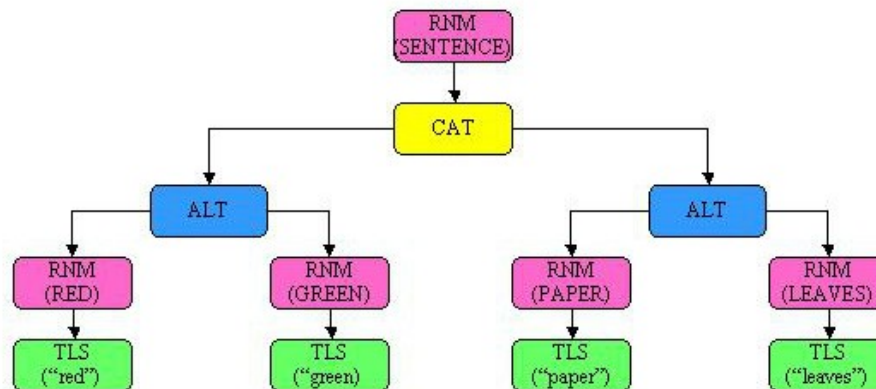 RNM
(SENTENCE)
CAT
ALT
ALT
RNM
(RED)
RNM
(GREEN)
RNM
(PAPER)
RNM
(LEAVES)
TLS
(“red”)
TLS
(“green)
TLS
(“paper”)
TLS
(“leaves”)